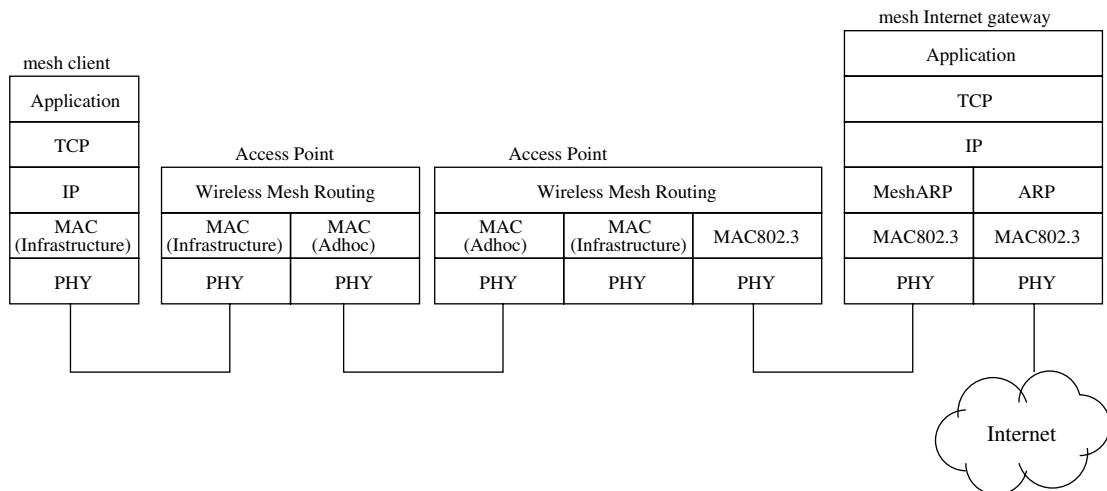 mesh Internet gateway
Application
TCP
IP
MeshARP
ARP
MAC802.3
MAC802.3
PHY
PHY
mesh client
Application
TCP
IP
MAC
(Infrastructure)
PHY
Access Point
Wireless Mesh Routing
MAC
(Infrastructure)
MAC
(Adhoc)
PHY
PHY
Access Point
Wireless Mesh Routing
MAC
(Adhoc)
MAC
(Infrastructure)
MAC802.3
PHY
PHY
PHY
Internet